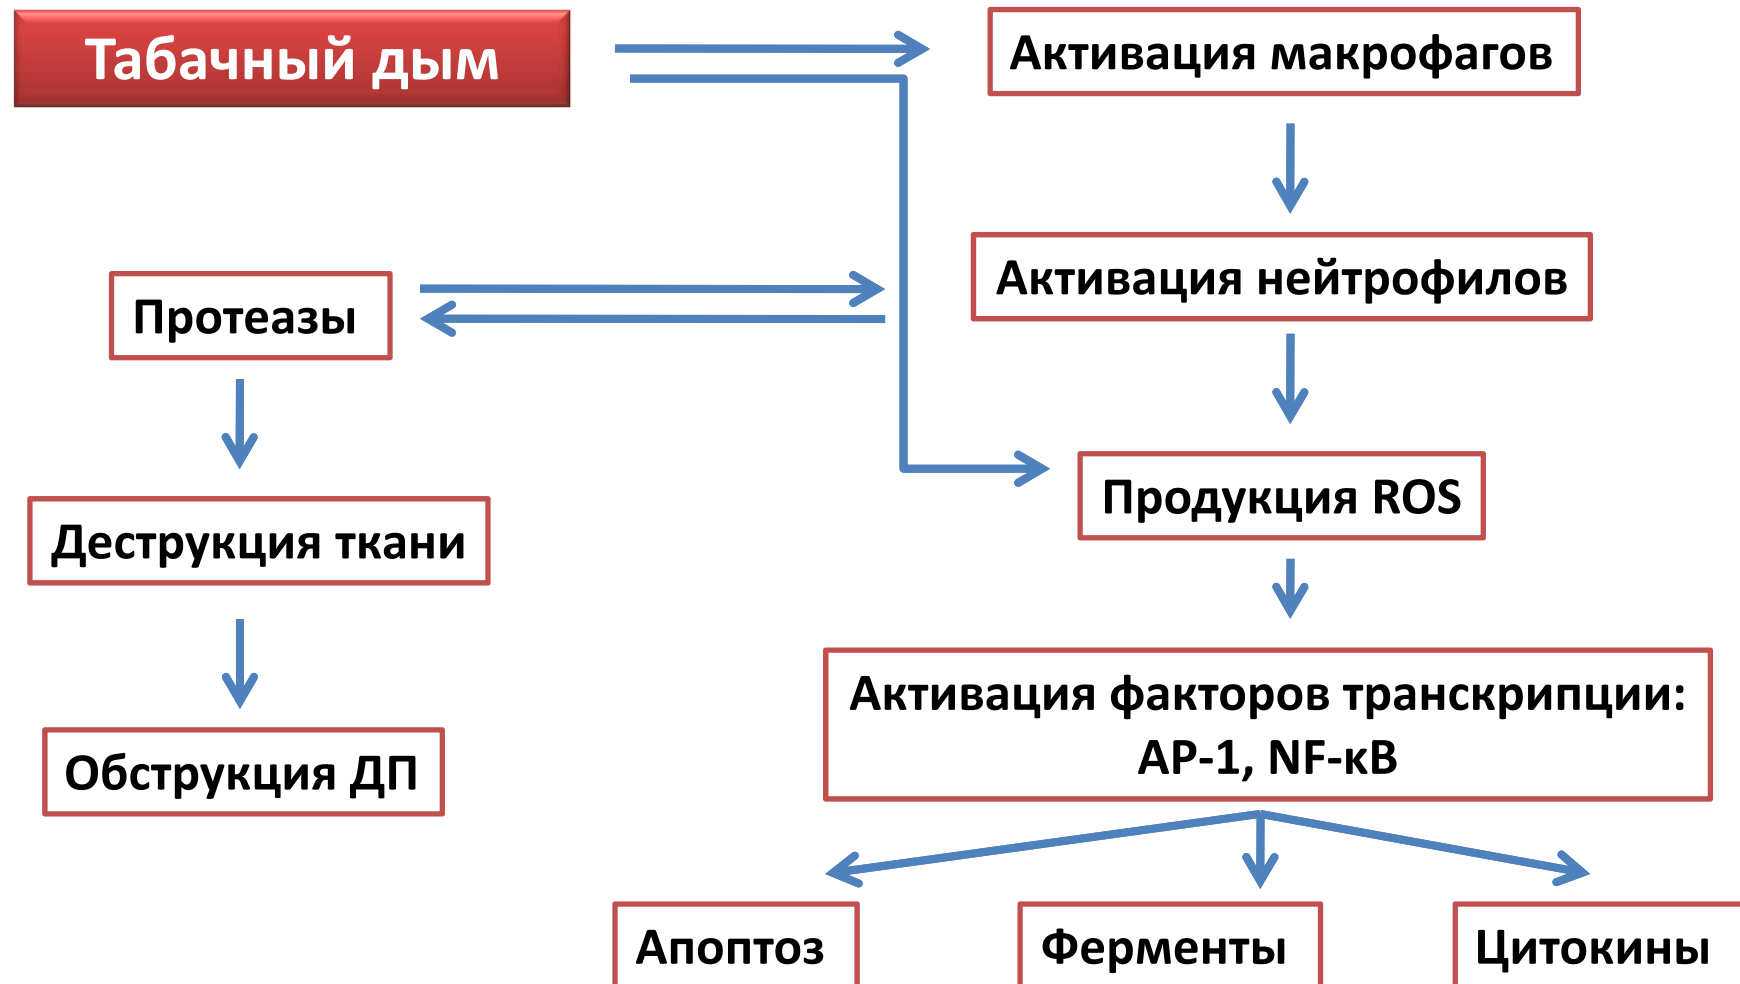 Табачный дым
Активация макрофагов
Активация нейтрофилов
Протеазы
Продукция ROS
Деструкция ткани
Активация факторов транскрипции:
AP-1, NF-κB
Обструкция ДП
Апоптоз
Ферменты
Цитокины